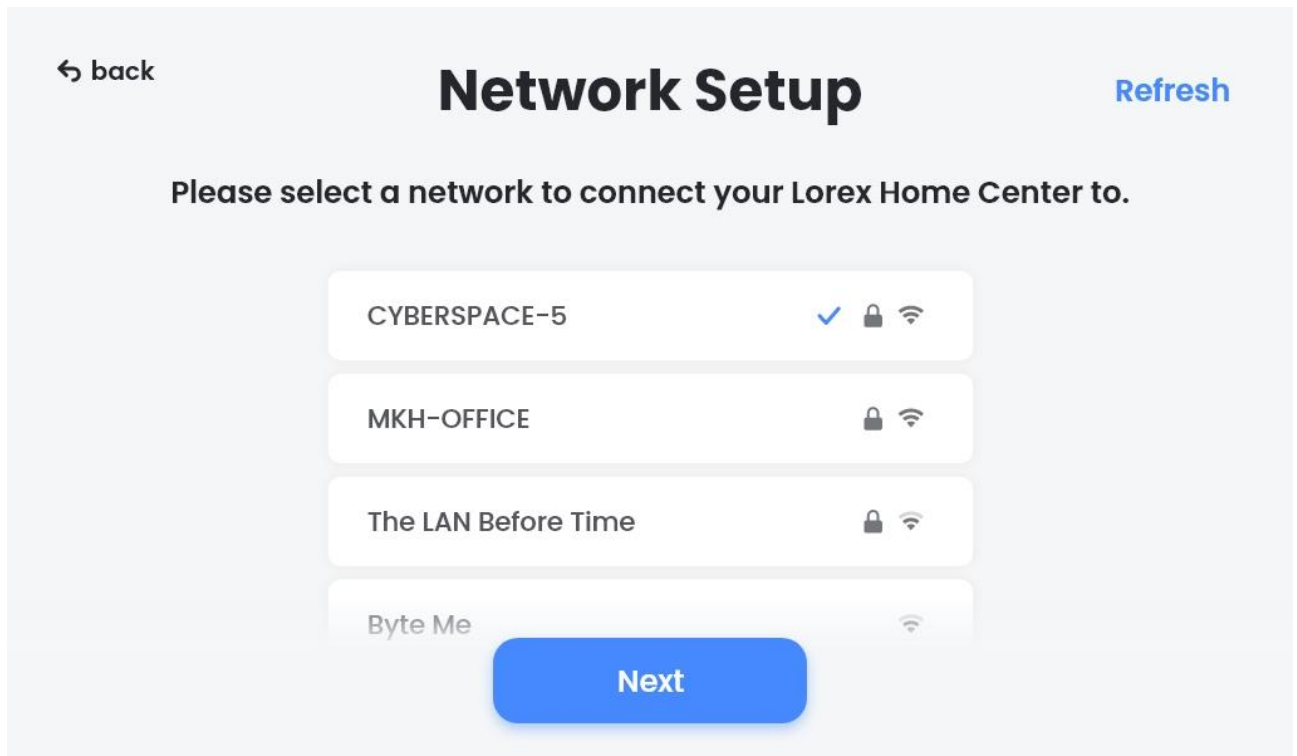 back
Network Setup
Refresh
Please select a network to connect your Lorex Home Center to.
CYBERSPACE-5
MKH-OFFICE
The LAN Before Time
Byte Me
Next